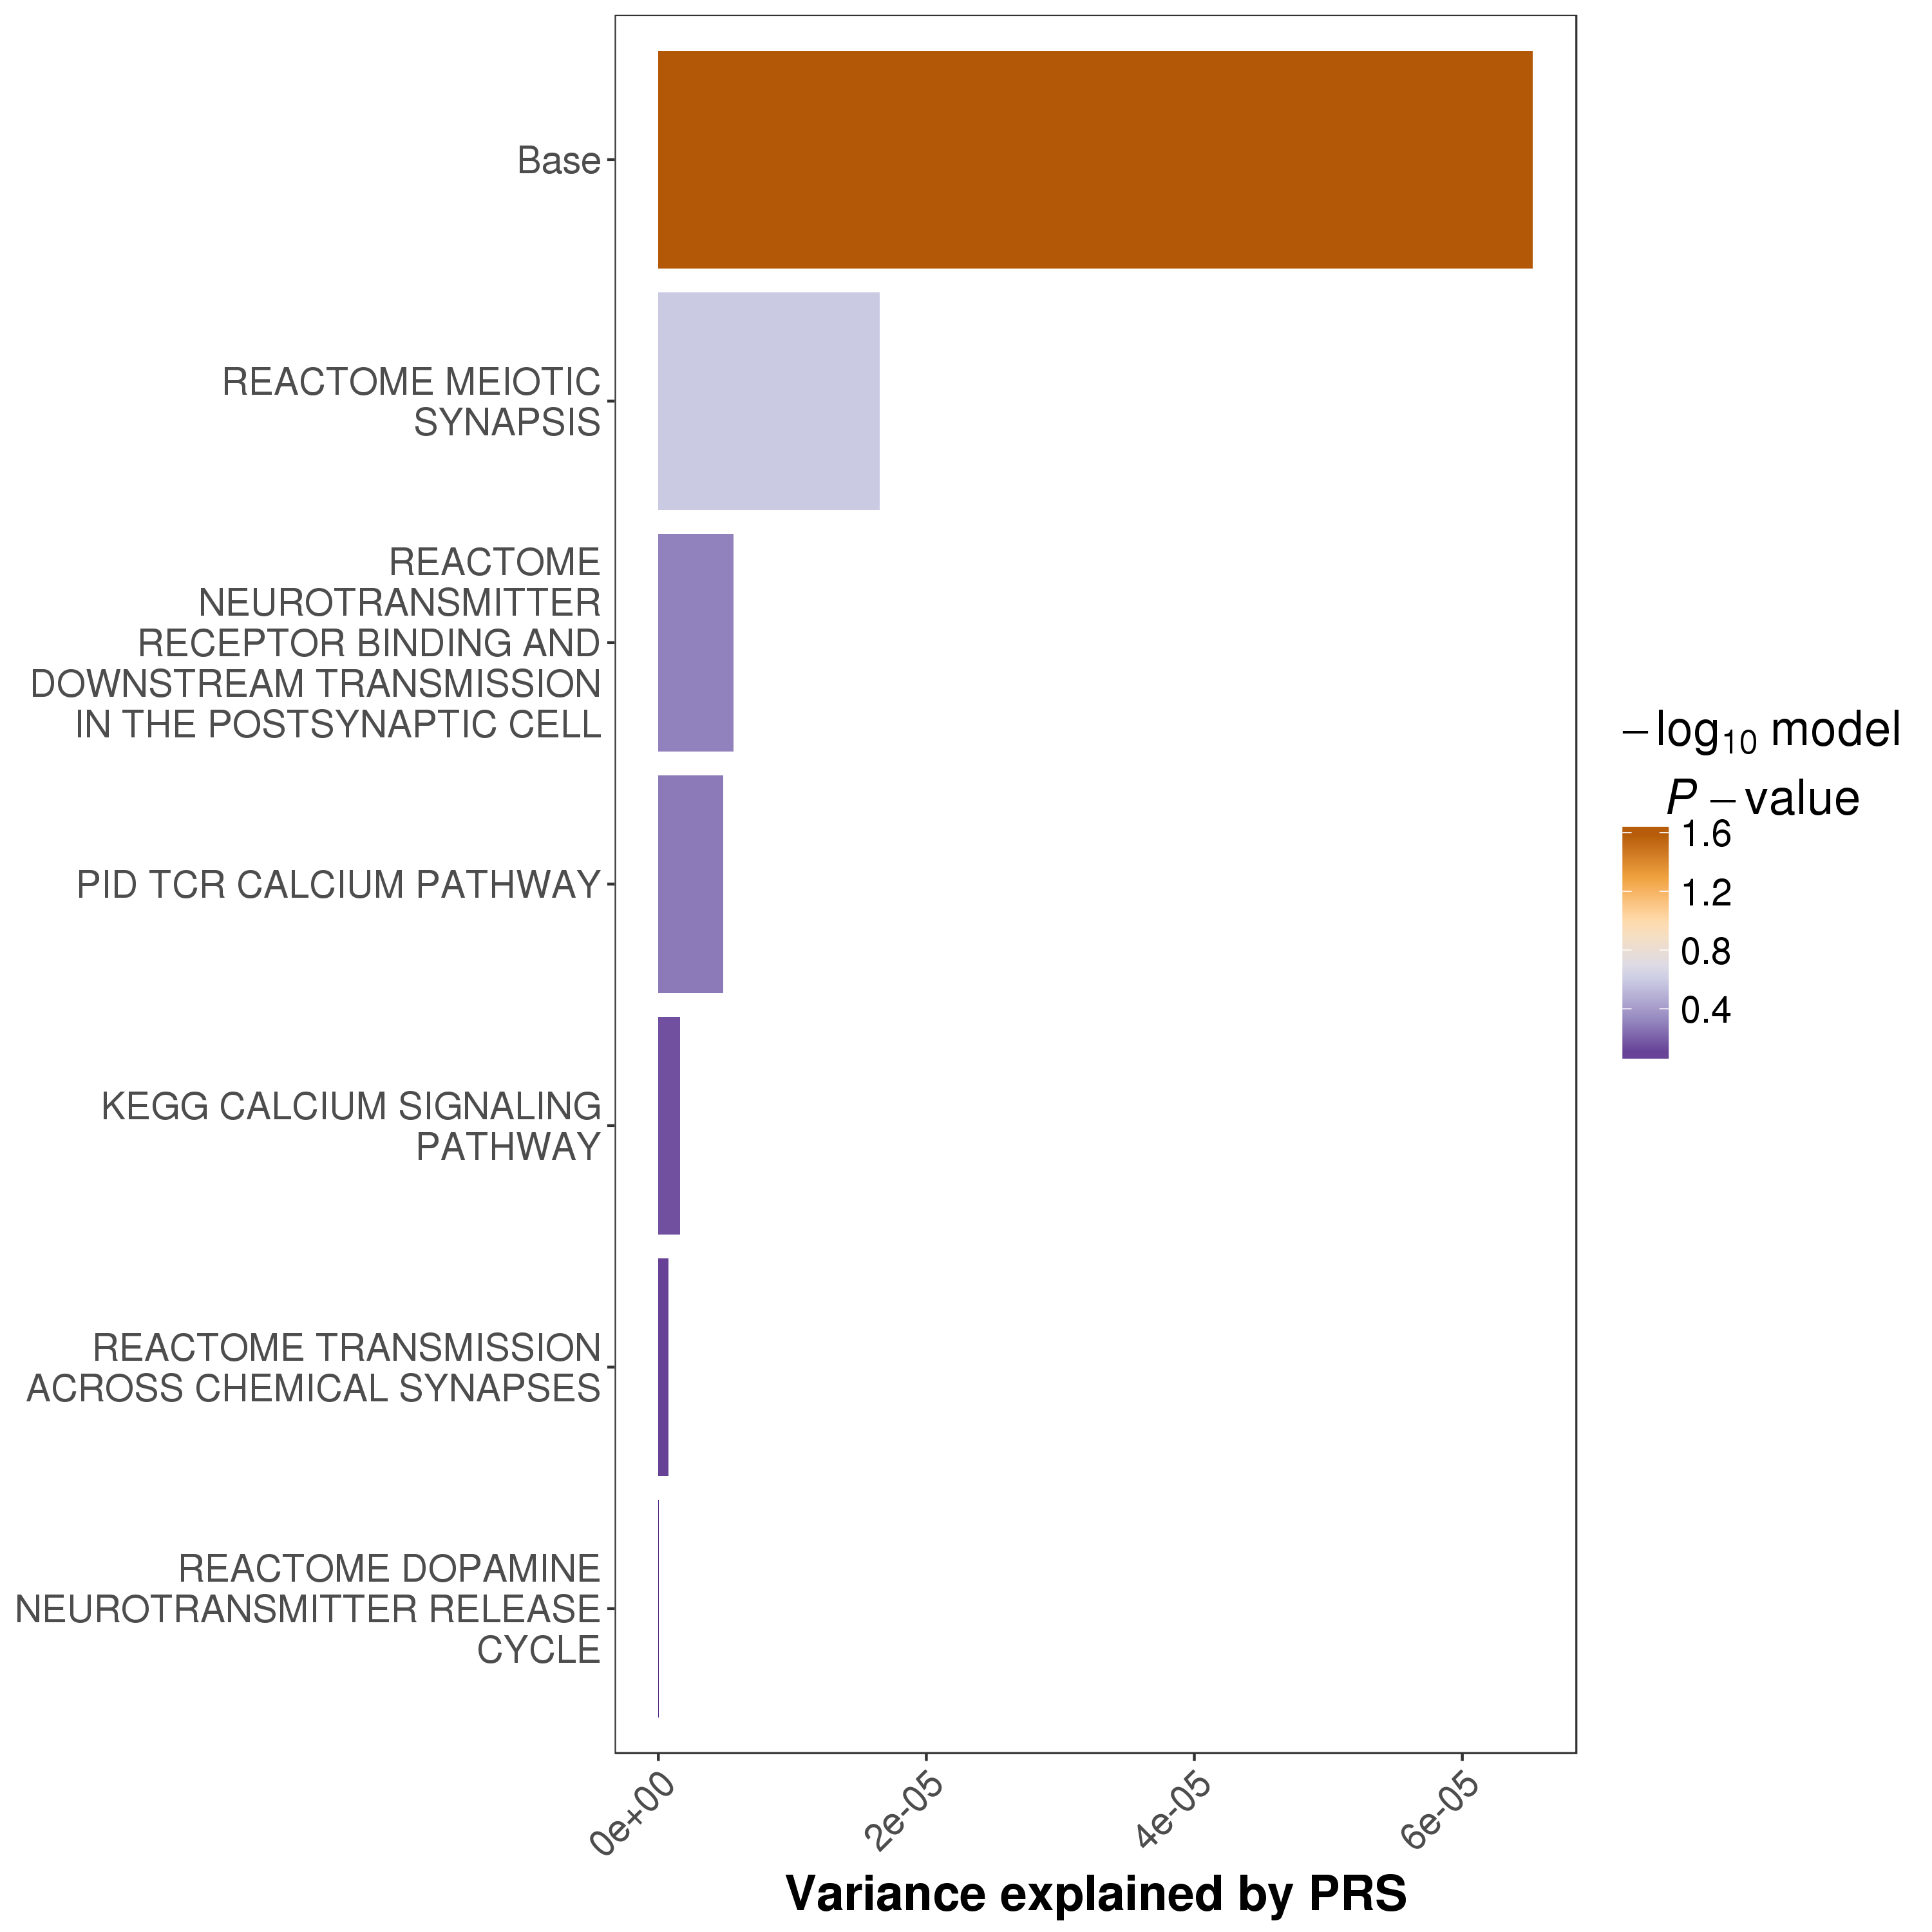 Base
REACTOME MEIOTIC
SYNAPSIS
REACTOME
NEUROTRANSMITTER
RECEPTOR BINDING AND
DOWNSTREAM TRANSMISSION
IN THE POSTSYNAPTIC CELL
PID TCR CALCIUM PATHWAY
KEGG CALCIUM SIGNALING
PATHWAY
REACTOME TRANSMISSION
ACROSS CHEMICAL SYNAPSES
REACTOME DOPAMINE
NEUROTRANSMITTER RELEASE
CYCLE
0e+00
2e-05
4e-05
6e-05
Variance explained by PRS
−log10 model
P − value
1.6
1.2
0.8
0.4